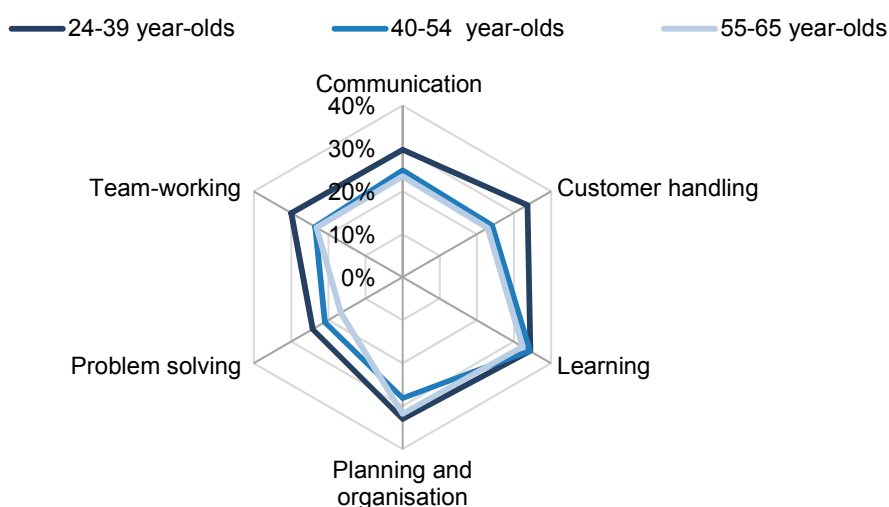 24-39 year-olds
40-54  year-olds
55-65 year-olds
Communication
40%
30%
Team-working
20%
Customer handling
10%
0%
Problem solving
Learning
Planning and
organisation